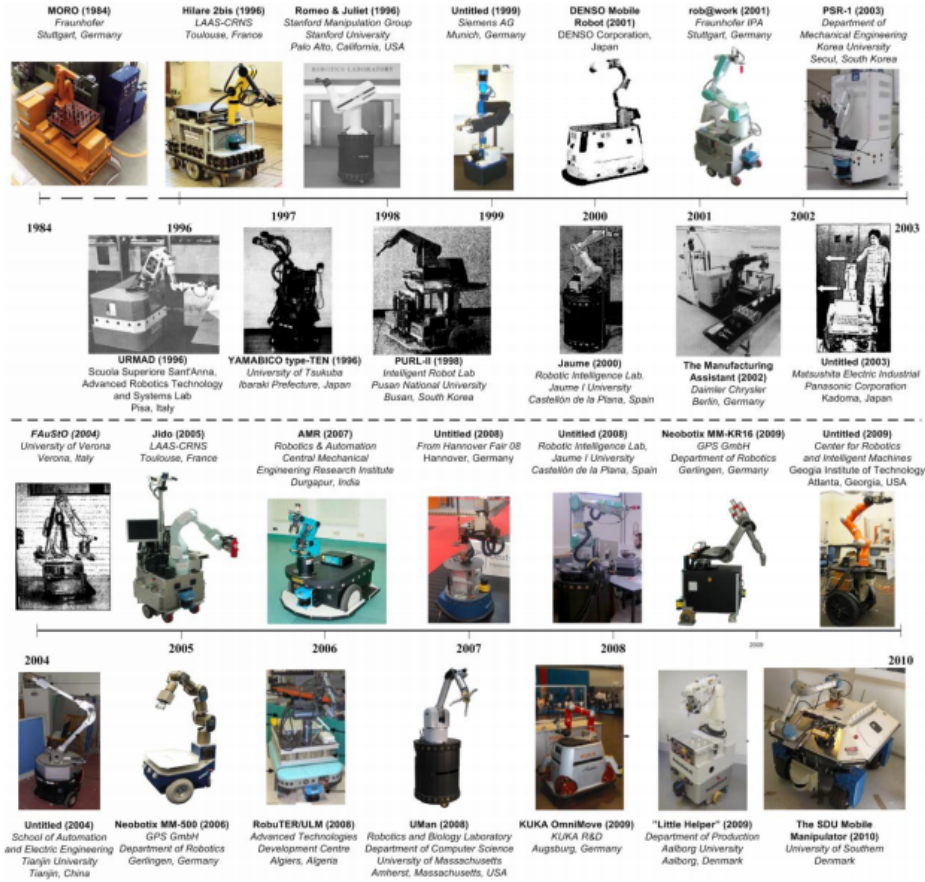 MORO (1984)
Fraunhofer
Stuttgart, Germany
Hilare 2bis (1996)
LAAS-CRNS
Toulouse, France
Romeo & Juliet (1996)
Stanford Manipulation Group
Stanford University
Palo Alto, California, USA
Untitled (1999)
Siemens AG
Munich, Germany
DENSO Mobile
Robot (2001)
DENSO Corporation,
Japan
rob@work (2001)
Fraunhofer IPA
Stuttgart, Germany
PSR-1 (2003)
Department of
Mechanical Engineering
Korea University
Seoul, South Korea
ROBOTICS LABORATORY
1984
1996
1997
1998
1999
2000
2001
2002
2003
URMAD (1996)
Scuola Superiore Sant'Anna,
Advanced Robotics Technology
and Systems Lab
Pisa, Italy
YAMABICO type-TEN (1996)
University of Tsukuba
Ibaraki Prefecture, Japan
PURL-II (1998)
Intelligent Robot Lab
Pusan National University
Busan, South Korea
Jaume (2000)
Robotic Intelligence Lab.
Jaume I University
Castellón de la Plana, Spain
The Manufacturing
Assistant (2002)
Daimler Chrysler
Berlin, Germany
Untitled (2003)
Matsushita Electric Industrial
Panasonic Corporation
Kadoma, Japan
FAuStO (2004)
University of Verona
Verona, Italy
Jido (2005)
LAAS-CRNS
Toulouse, France
AMR (2007)
Robotics & Automation
Central Mechanical
Engineering Research Institute
Durgapur, India
Untitled (2008)
From Hannover Fair 08
Hannover, Germany
Untitled (2008)
Robotic Intelligence Lab,
Jaume I University
Castellón de la Plana, Spain
Neobotix MM-KR16 (2009)
GPS GmbH
Department of Robotics
Gerlingen, Germany
Untitled (2009)
Center for Robotics
and Intelligent Machines
Geogia Institute of Technology
Atlanta, Georgia, USA
2004
2005
2006
2007
2008
2009
2010
Untitled (2004)
School of Automation
and Electric Engineering
Tianjin University
Tianjin, China
Neobotix MM-500 (2006)
GPS GmbH
Department of Robotics
Gerlingen, Germany
RobuTER/ULM (2008)
Advanced Technologies
Development Centre
Algiers, Algeria
UMan (2008)
Robotics and Biology Laboratory
Department of Computer Science
University of Massachusetts
Amherst, Massachusetts, USA
KUKA OmniMove (2009)
KUKA R&D
Augsburg, Germany
"Little Helper" (2009)
Department of Production
Aalborg University
Aalborg, Denmark
The SDU Mobile
Manipulator (2010)
University of Southern
Denmark